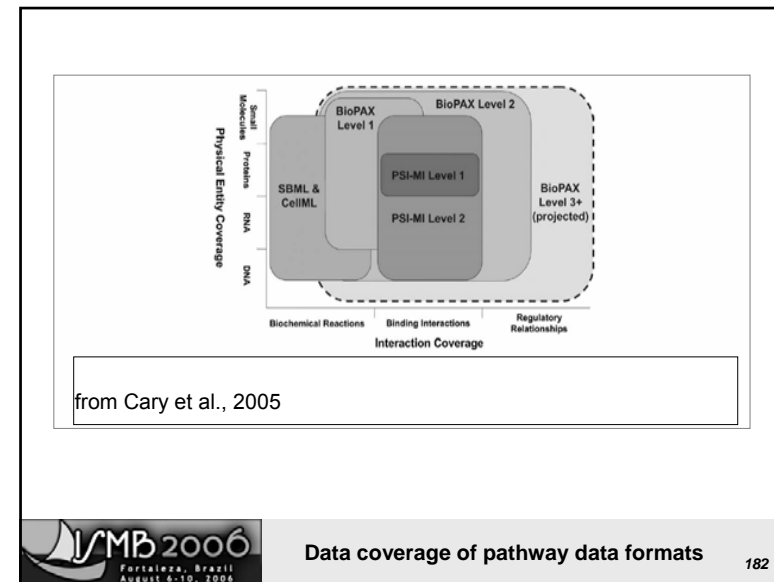 Physical Entity Coverage
Small
Molecules
Proteins
RNA
DNA
SBML &
CellML
BioPAX
Level 1
BioPAX Level 2
PSI-MI Level 1
PSI-MI Level 2
BioPAX
Level 3+
(projected)
Biochemical Reactions
Binding Interactions
Regulatory
Relationships
Interaction Coverage
from Cary et al., 2005
ISMB 2006
Fortaleza, Brazil
August 6-10, 2006
Data coverage of pathway data formats
182